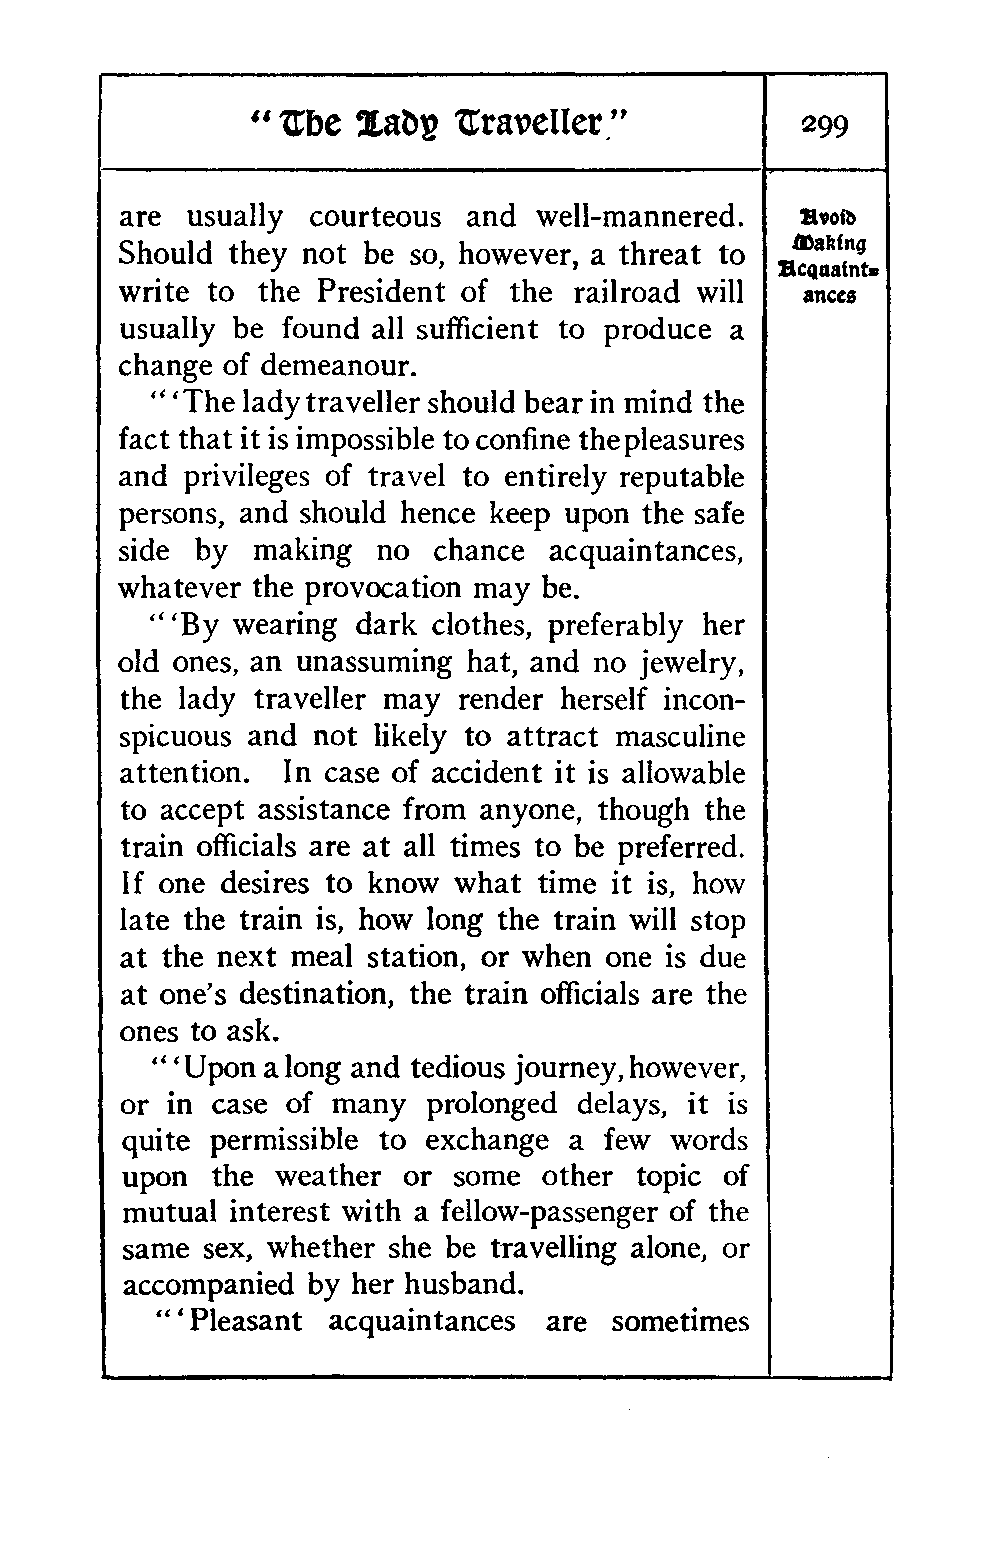 “The Lady Traveller.”
299
are usually courteous and well-mannered.
Should they not be so, however, a threat to
write to the President of the railroad will
usually be found all sufficient to produce a
change of demeanour.
“‘The lady traveller should bear in mind the
fact that it is impossible to confine the pleasures
and privileges of travel to entirely reputable
persons, and should hence keep upon the safe
side by making no chance acquaintances,
whatever the provocation may be.
“‘By wearing dark clothes, preferably her
old ones, an unassuming hat, and no jewelry,
the lady traveller may render herself incon-
spicuous and not likely to attract masculine
attention. In case of accident it is allowable
to accept assistance from anyone, though the
train officials are at all times to be preferred.
If one desires to know what time it is, how
late the train is, how long the train will stop
at the next meal station, or when one is due
at one’s destination, the train officials are the
ones to ask.
“‘Upon a long and tedious journey, however,
or in case of many prolonged delays, it is
quite permissible to exchange a few words
upon the weather or some other topic of
mutual interest with a fellow-passenger of the
same sex, whether she be travelling alone, or
accompanied by her husband.
“‘Pleasant acquaintances are sometimes
Avoid
Making
Acquaint-
ances